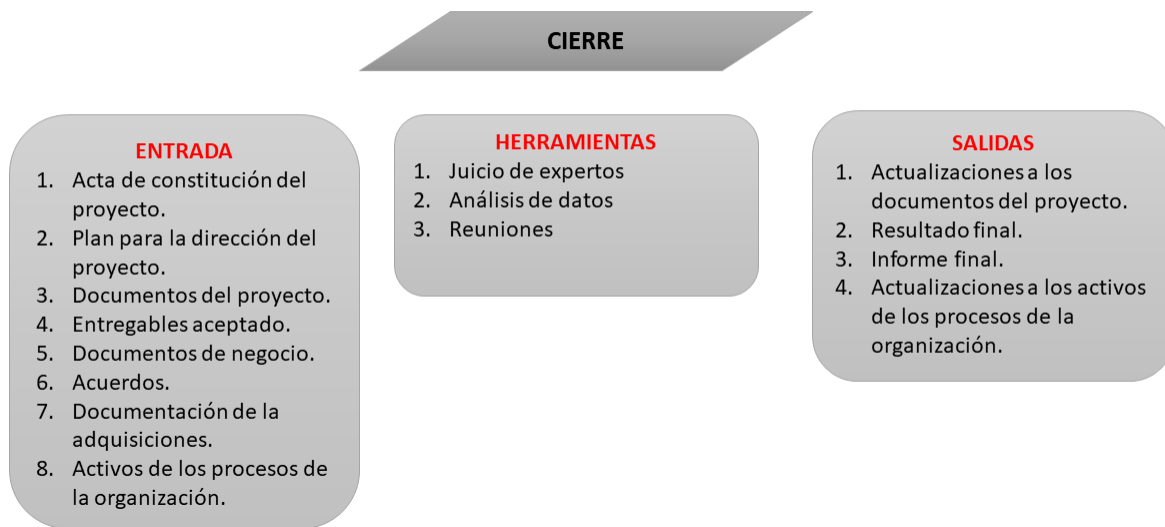 CIERRE
ENTRADA
1. Acta de constitución del
proyecto.
2. Plan para la dirección del
proyecto.
3. Documentos del proyecto.
4. Entregables aceptado.
5. Documentos de negocio.
6. Acuerdos.
7. Documentación de la
adquisiciones.
8. Activos de los procesos de
la organización.
HERRAMIENTAS
1. Juicio de expertos
2. Análisis de datos
3. Reuniones
SALIDAS
1. Actualizaciones a los
documentos del proyecto.
2. Resultado final.
3. Informe final.
4. Actualizaciones a los activos
de los procesos de la
organización.